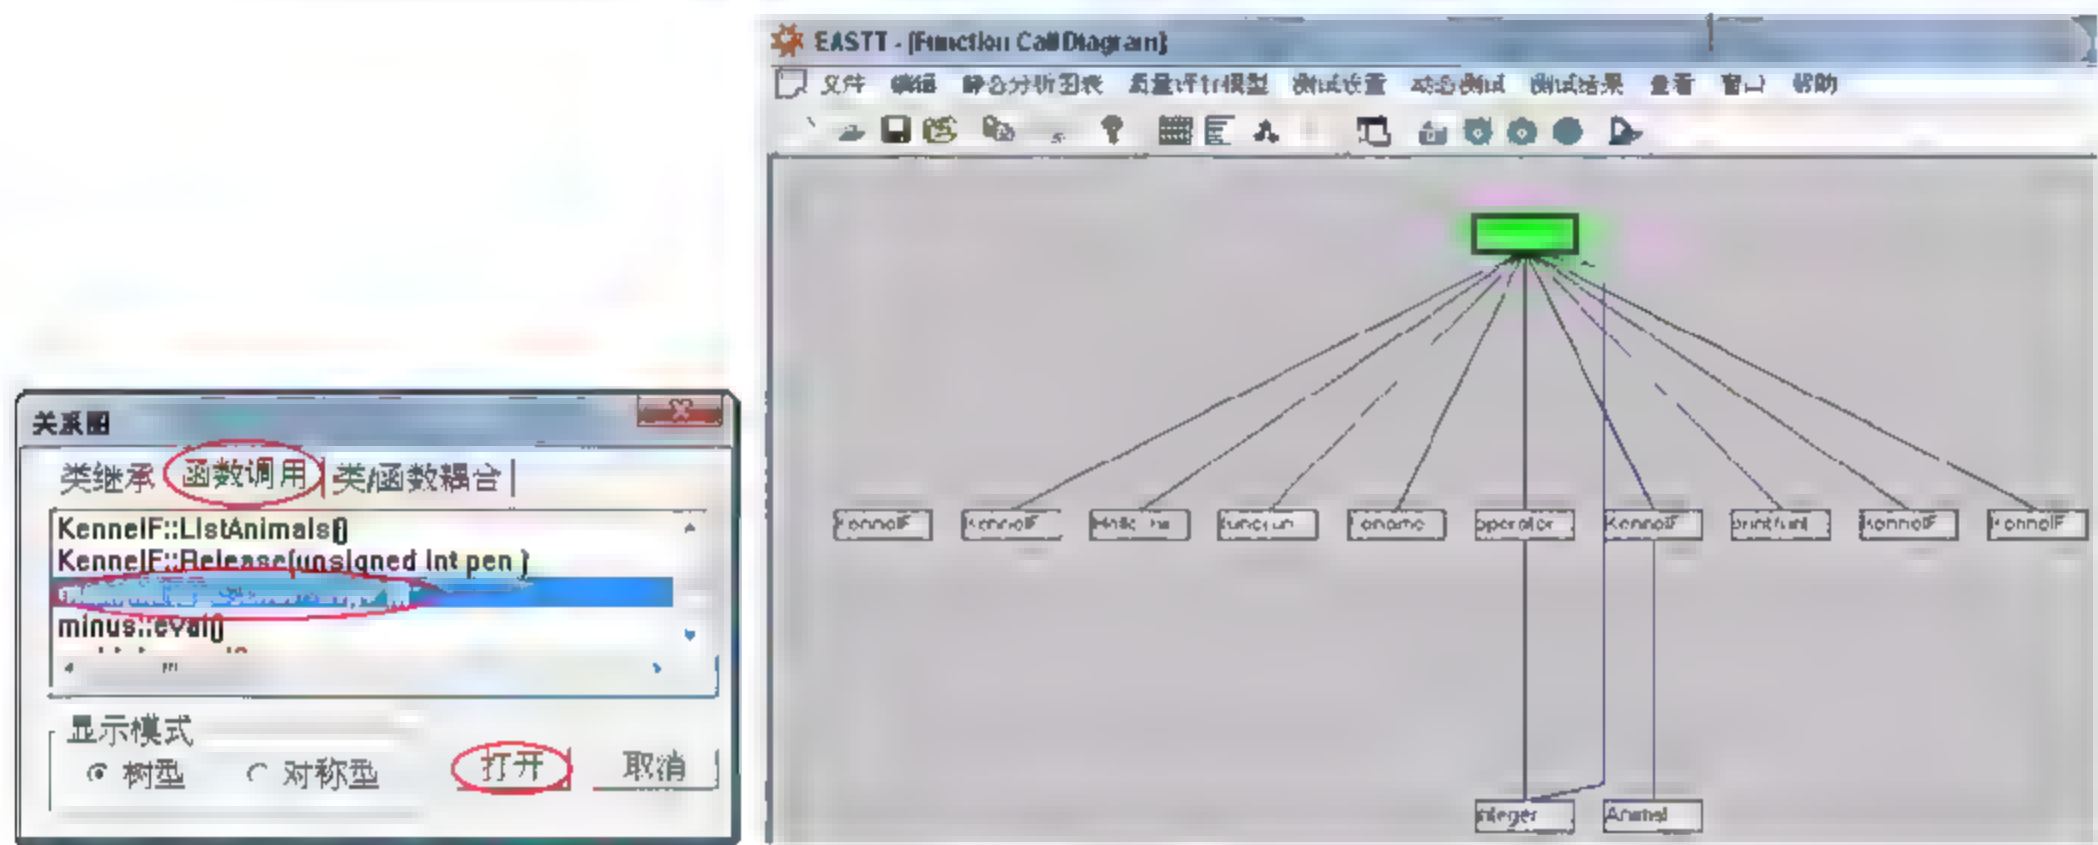 关系图
类继承 函数调用 类/函数耦合
KennelF::ListAnimals()
KennelF::Release(unsigned int pen )
minus::eval()
显示模式
树型 对称型 打开 取消
EASTT - [Function Call Diagram]
文件 编辑 静态分析图表 质量评价模型 测试设置 动态测试 测试结果 查看 窗口 帮助
KennelF KennelF operator KennelF KennelF KennelF
Integer Animal